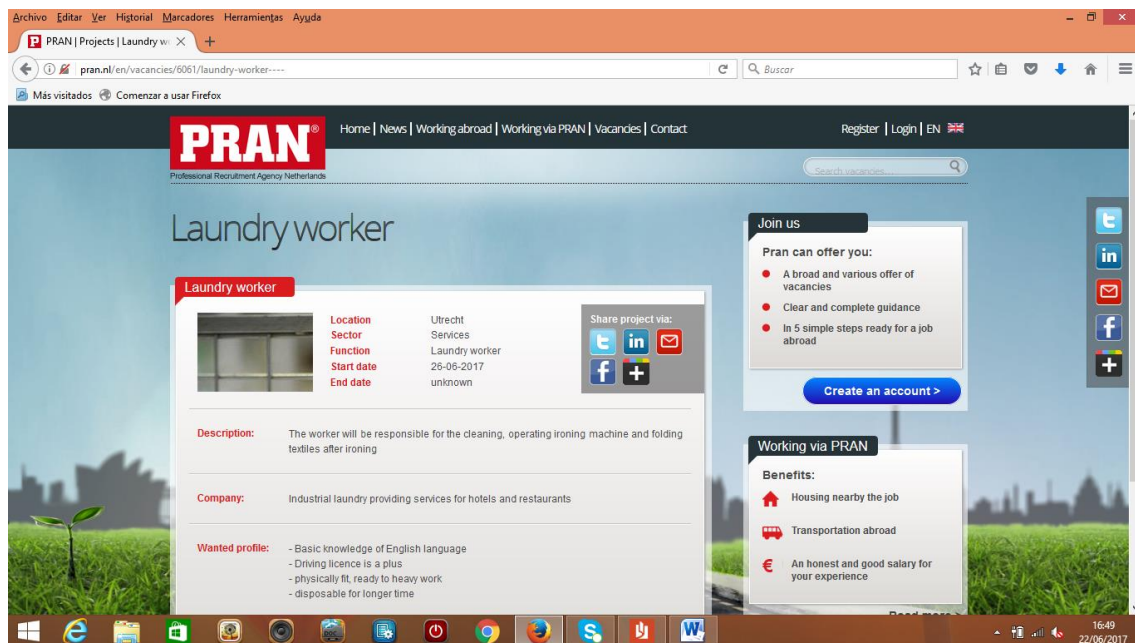 Archivo Editar Ver Historial Marcadores Herramientas Ayuda
PRAN | Projects | Laundry w
pran.nl/en/vacancies/6061/laundry-worker----
Buscar
Más visitados Comenzar a usar Firefox
PRAN®
Professional Recruitment Agency Netherlands
Home | News | Working abroad | Working via PRAN | Vacancies | Contact
Register | Login | EN
Search vacancies...
Laundry worker
Laundry worker
Location Utrecht
Sector Services
Function Laundry worker
Start date 26-06-2017
End date unknown
Share project via:
Description: The worker will be responsible for the cleaning, operating ironing machine and folding
textiles after ironing
Company: Industrial laundry providing services for hotels and restaurants
Wanted profile: - Basic knowledge of English language
- Driving licence is a plus
- physically fit, ready to heavy work
- disposable for longer time
Join us
Pran can offer you:
A broad and various offer of
vacancies
Clear and complete guidance
In 5 simple steps ready for a job
abroad
Create an account >
Working via PRAN
Benefits:
Housing nearby the job
Transportation abroad
€ An honest and good salary for
your experience
Read more >
16:49
22/06/2017